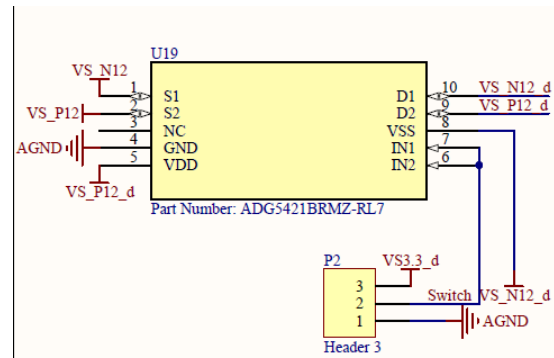 U19
VS_N12
1 S1 D1 10 VS_N12_d
VS_P12 2 S2 D2 9 VS_P12_d
3 NC VSS 8
AGND 4 GND IN1 7
5 VDD IN2 6
VS_P12_d
Part Number: ADG5421BRMZ-RL7
P2 VS3.3_d
3
2 Switch VS_N12_d
1 AGND
Header 3